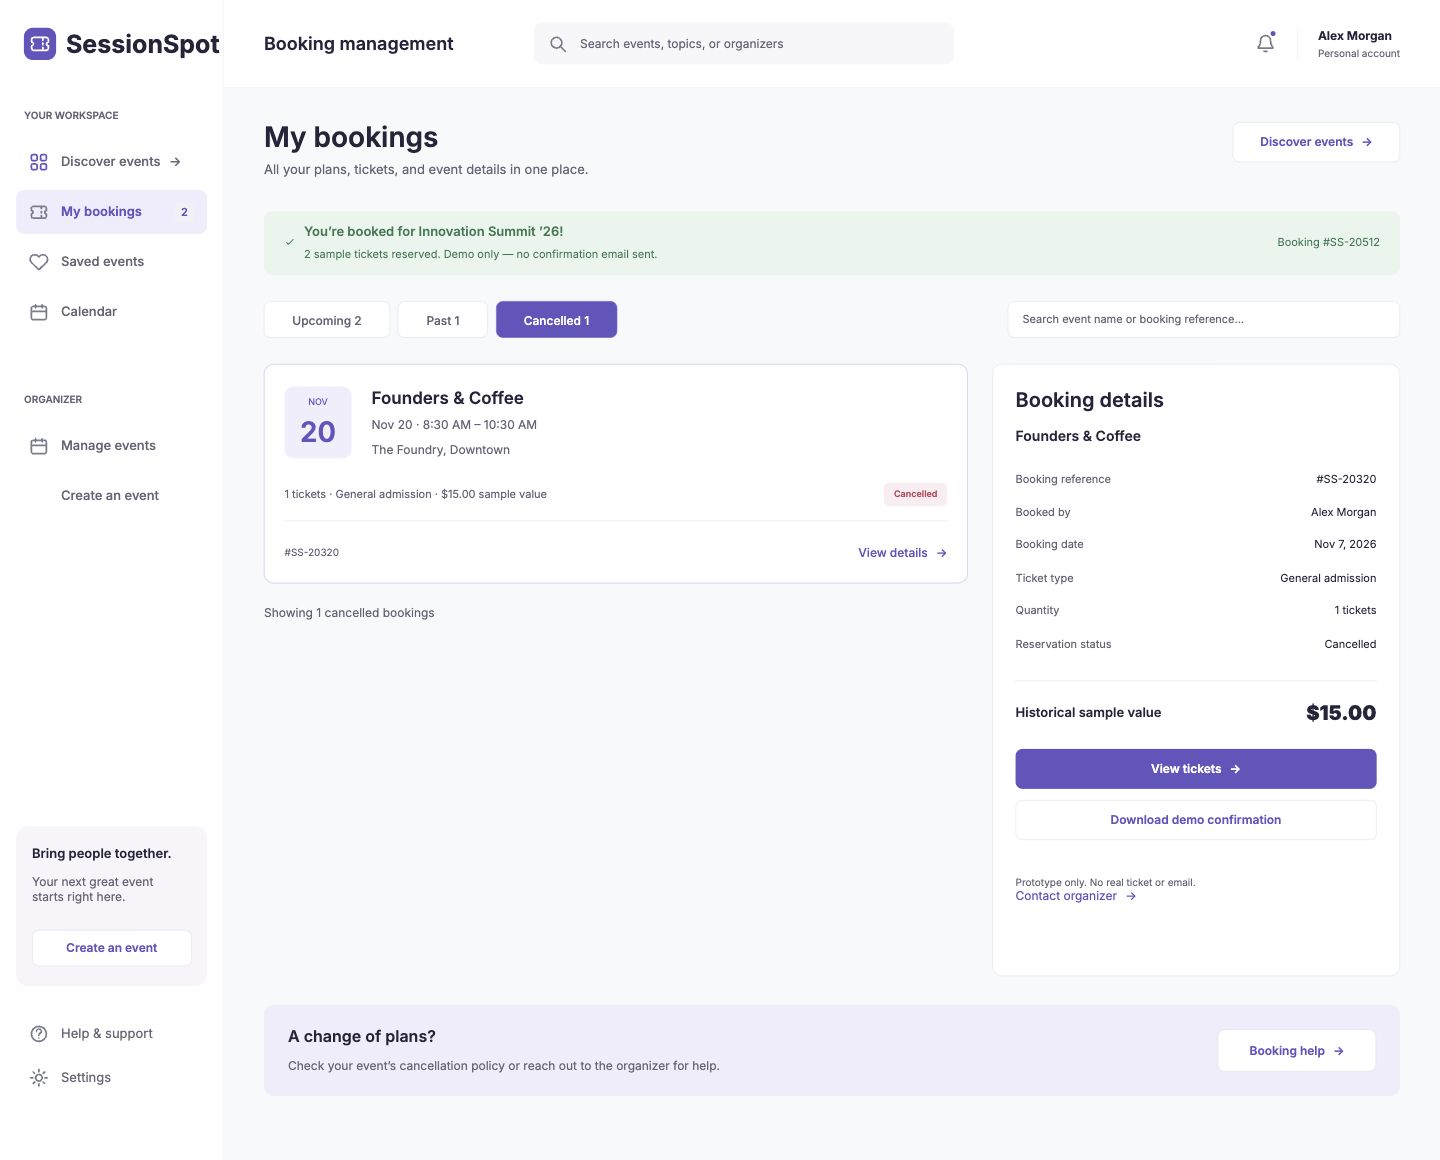 SessionSpot
Booking management
Search events, topics, or organizers
Alex Morgan
Personal account
YOUR WORKSPACE
Discover events →
My bookings 2
Saved events
Calendar
ORGANIZER
Manage events
Create an event
Bring people together.
Your next great event
starts right here.
Create an event
Help & support
Settings
My bookings
All your plans, tickets, and event details in one place.
Discover events →
✓
You’re booked for Innovation Summit ’26!
2 sample tickets reserved. Demo only — no confirmation email sent.
Booking #SS-20512
Upcoming 2
Past 1
Cancelled 1
Search event name or booking reference...
NOV
20
Founders & Coffee
Nov 20 · 8:30 AM – 10:30 AM
The Foundry, Downtown
1 tickets · General admission · $15.00 sample value
Cancelled
#SS-20320
View details →
Showing 1 cancelled bookings
Booking details
Founders & Coffee
Booking reference #SS-20320
Booked by Alex Morgan
Booking date Nov 7, 2026
Ticket type General admission
Quantity 1 tickets
Reservation status Cancelled
Historical sample value $15.00
View tickets →
Download demo confirmation
Prototype only. No real ticket or email.
Contact organizer →
A change of plans?
Check your event’s cancellation policy or reach out to the organizer for help.
Booking help →